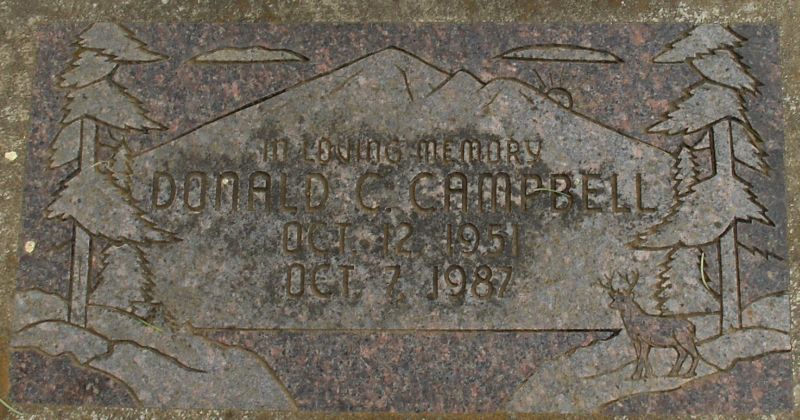 IN LOVING MEMORY
DONALD C. CAMPBELL
OCT. 12, 1951
OCT. 7, 1987